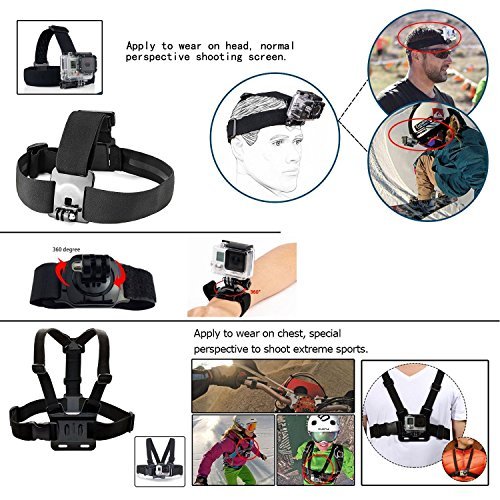 Apply to wear on head, normal
perspective shooting screen.
360 degree
360°
Apply to wear on chest, special
perspective to shoot extreme sports.